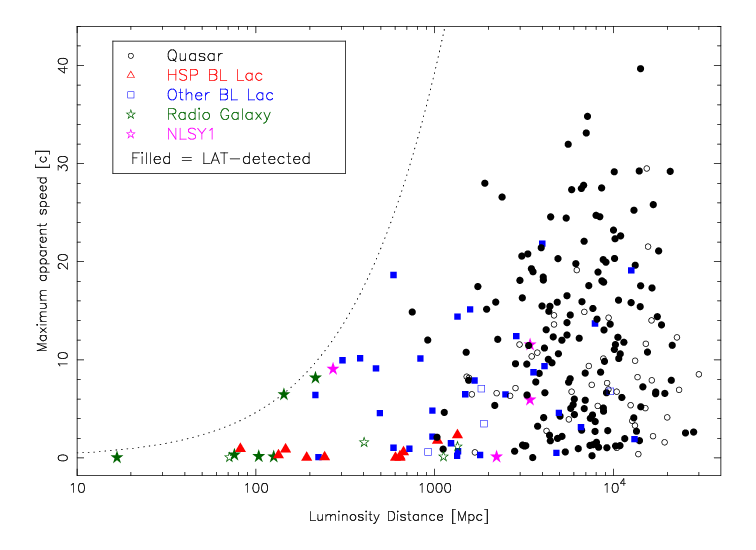 Maximum apparent speed [c]
40
30
20
10
0
Quasar
HSP BL Lac
Other BL Lac
Radio Galaxy
NLSY1
Filled = LAT-detected
10
100
1000
10⁴
Luminosity Distance [Mpc]